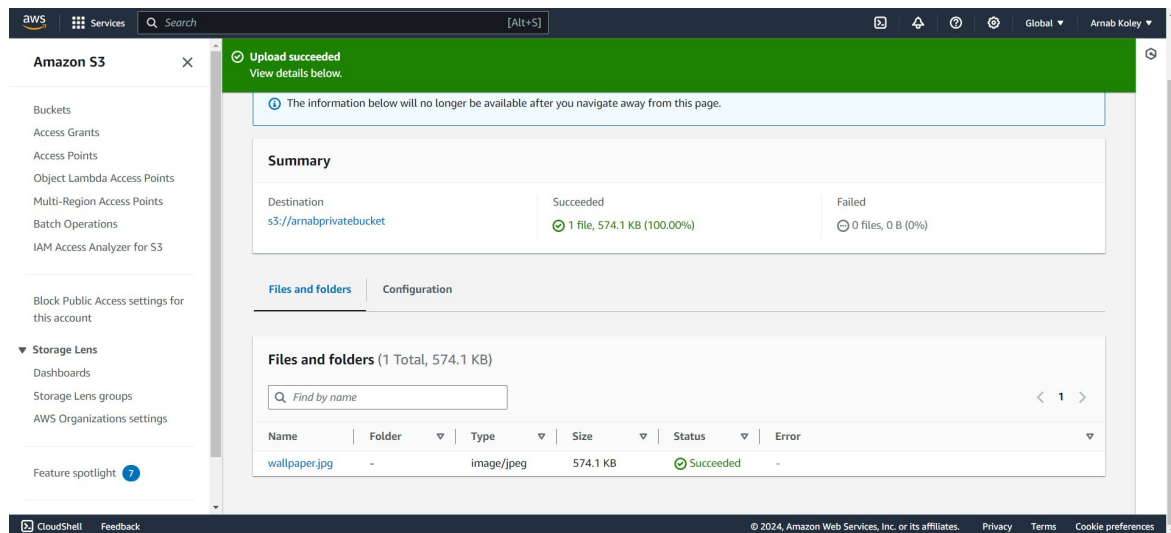 aws Services Search [Alt+S] Global ▼ Arnab Koley ▼
Amazon S3
Buckets
Access Grants
Access Points
Object Lambda Access Points
Multi-Region Access Points
Batch Operations
IAM Access Analyzer for S3
Block Public Access settings for
this account
▼ Storage Lens
Dashboards
Storage Lens groups
AWS Organizations settings
Feature spotlight 7
Upload succeeded
View details below.
The information below will no longer be available after you navigate away from this page.
Summary
Destination Succeeded Failed
s3://arnabprivatebucket 1 file, 574.1 KB (100.00%) 0 files, 0 B (0%)
Files and folders Configuration
Files and folders (1 Total, 574.1 KB)
Find by name < 1 >
Name Folder Type Size Status Error
wallpaper.jpg - image/jpeg 574.1 KB Succeeded -
CloudShell Feedback © 2024, Amazon Web Services, Inc. or its affiliates. Privacy Terms Cookie preferences